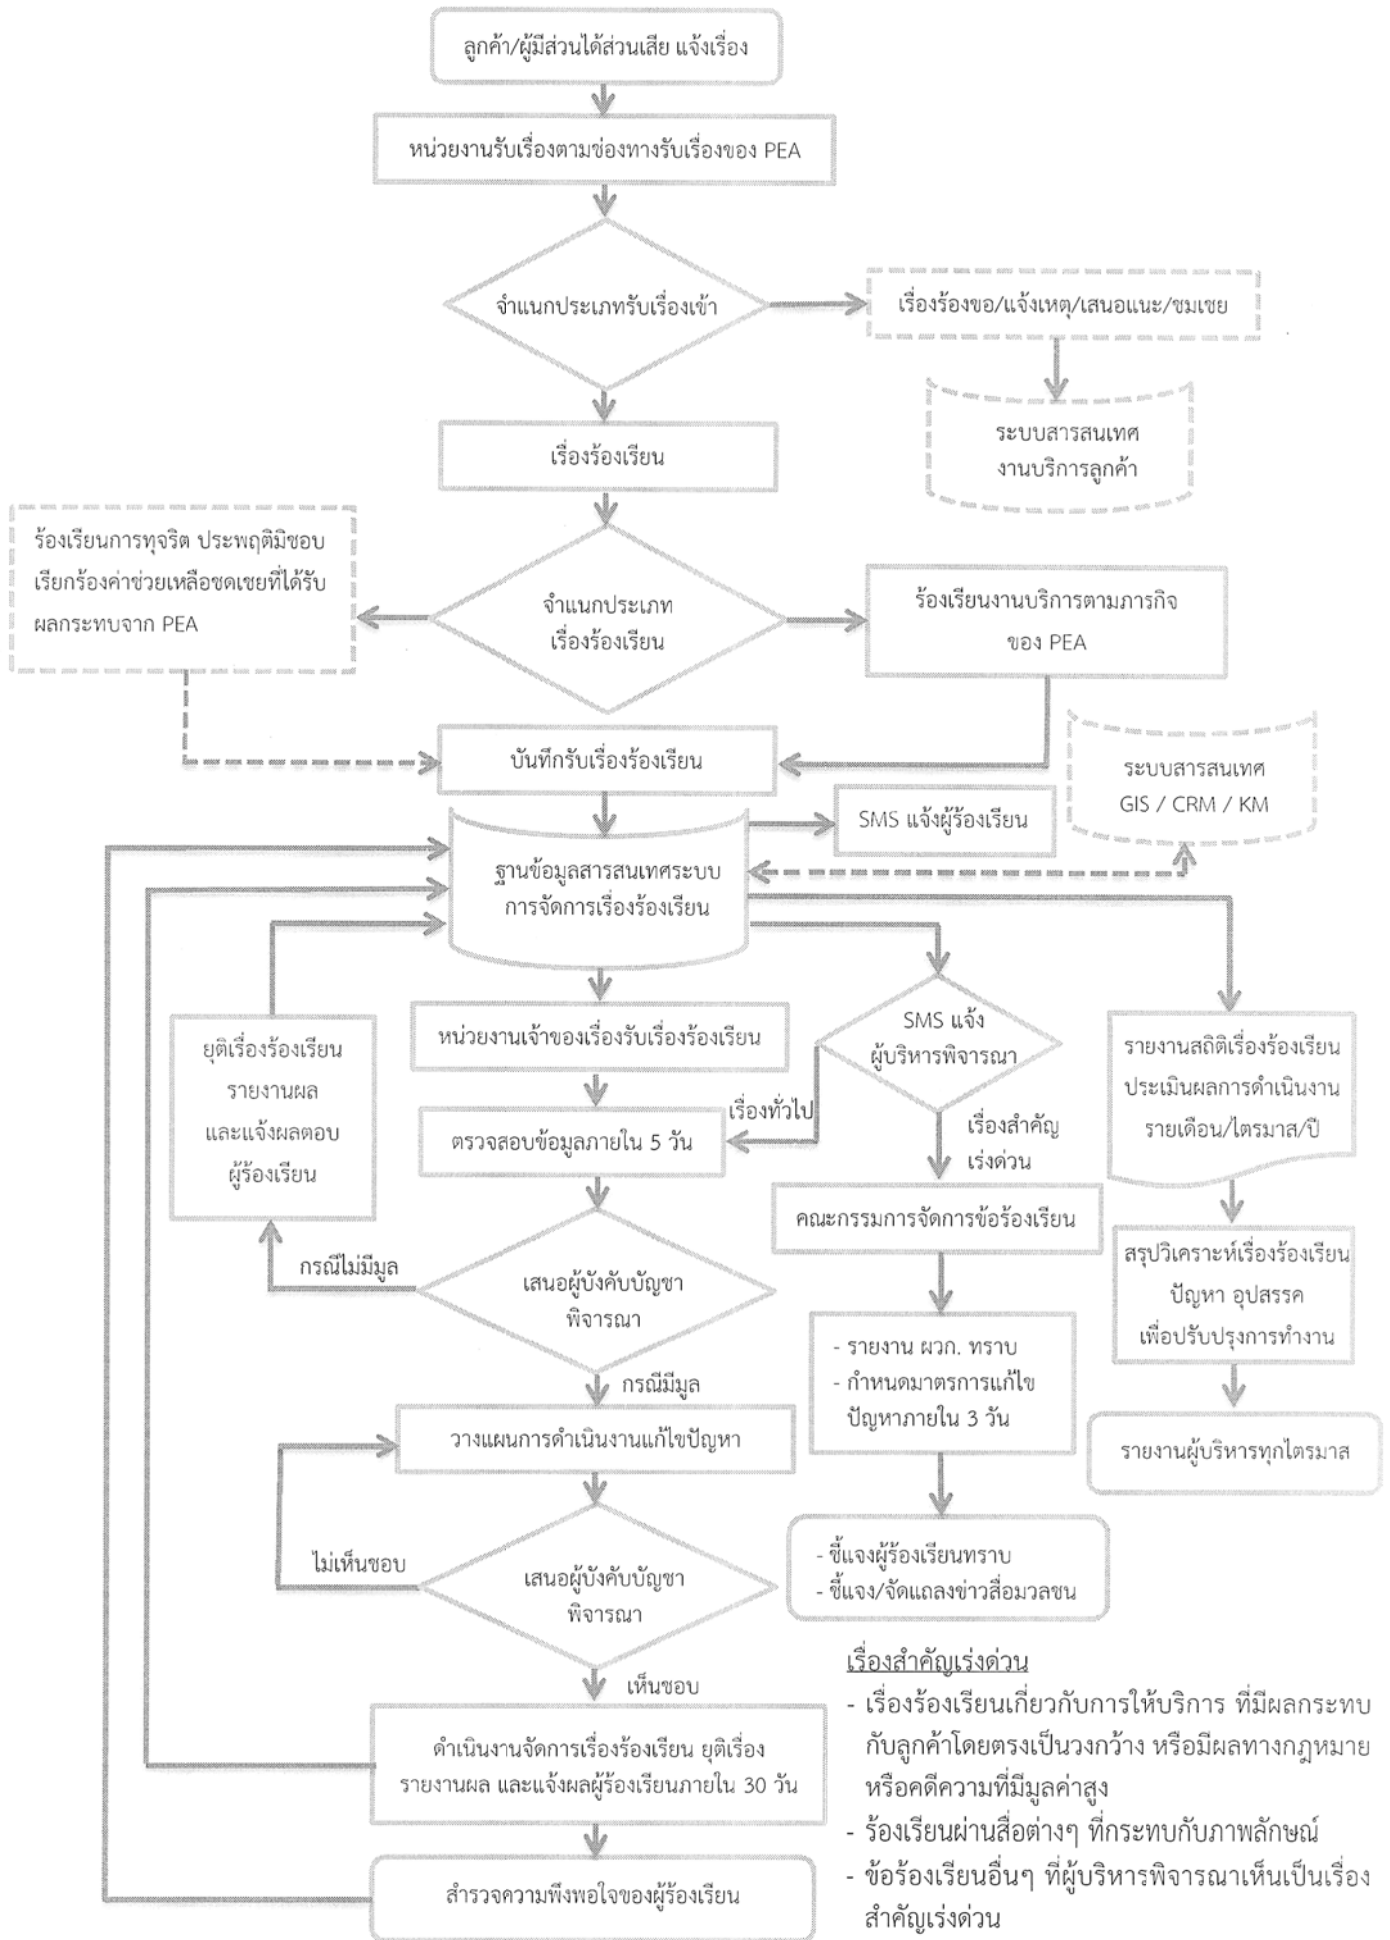 ลูกค้า/ผู้มีส่วนได้ส่วนเสีย แจ้งเรื่อง
หน่วยงานรับเรื่องตามช่องทางรับเรื่องของ PEA
จำแนกประเภทรับเรื่องเข้า
เรื่องร้องขอ/แจ้งเหตุ/เสนอแนะ/ชมเชย
ระบบสารสนเทศ
งานบริการลูกค้า
เรื่องร้องเรียน
ร้องเรียนการทุจริต ประพฤติมิชอบ
เรียกร้องค่าช่วยเหลือชดเชยที่ได้รับ
ผลกระทบจาก PEA
จำแนกประเภท
เรื่องร้องเรียน
ร้องเรียนงานบริการตามภารกิจ
ของ PEA
บันทึกรับเรื่องร้องเรียน
ระบบสารสนเทศ
GIS / CRM / KM
SMS แจ้งผู้ร้องเรียน
ฐานข้อมูลสารสนเทศระบบ
การจัดการเรื่องร้องเรียน
หน่วยงานเจ้าของเรื่องรับเรื่องร้องเรียน
SMS แจ้ง
ผู้บริหารพิจารณา
ยุติเรื่องร้องเรียน
รายงานผล
และแจ้งผลตอบ
ผู้ร้องเรียน
รายงานสถิติเรื่องร้องเรียน
ประเมินผลการดำเนินงาน
รายเดือน/ไตรมาส/ปี
เรื่องทั่วไป
ตรวจสอบข้อมูลภายใน 5 วัน
เรื่องสำคัญ
เร่งด่วน
คณะกรรมการจัดการข้อร้องเรียน
กรณีไม่มีมูล
เสนอผู้บังคับบัญชา
พิจารณา
สรุปวิเคราะห์เรื่องร้องเรียน
ปัญหา อุปสรรค
เพื่อปรับปรุงการทำงาน
- รายงาน ผวก. ทราบ
- กำหนดมาตรการแก้ไข
ปัญหาภายใน 3 วัน
กรณีมีมูล
วางแผนการดำเนินงานแก้ไขปัญหา
รายงานผู้บริหารทุกไตรมาส
ไม่เห็นชอบ
เสนอผู้บังคับบัญชา
พิจารณา
- ชี้แจงผู้ร้องเรียนทราบ
- ชี้แจง/จัดแถลงข่าวสื่อมวลชน
เห็นชอบ
ดำเนินงานจัดการเรื่องร้องเรียน ยุติเรื่อง
รายงานผล และแจ้งผลผู้ร้องเรียนภายใน 30 วัน
สำรวจความพึงพอใจของผู้ร้องเรียน
เรื่องสำคัญเร่งด่วน
- เรื่องร้องเรียนเกี่ยวกับการให้บริการ ที่มีผลกระทบ
กับลูกค้าโดยตรงเป็นวงกว้าง หรือมีผลทางกฎหมาย
หรือคดีความที่มีมูลค่าสูง
- ร้องเรียนผ่านสื่อต่างๆ ที่กระทบกับภาพลักษณ์
- ข้อร้องเรียนอื่นๆ ที่ผู้บริหารพิจารณาเห็นเป็นเรื่อง
สำคัญเร่งด่วน